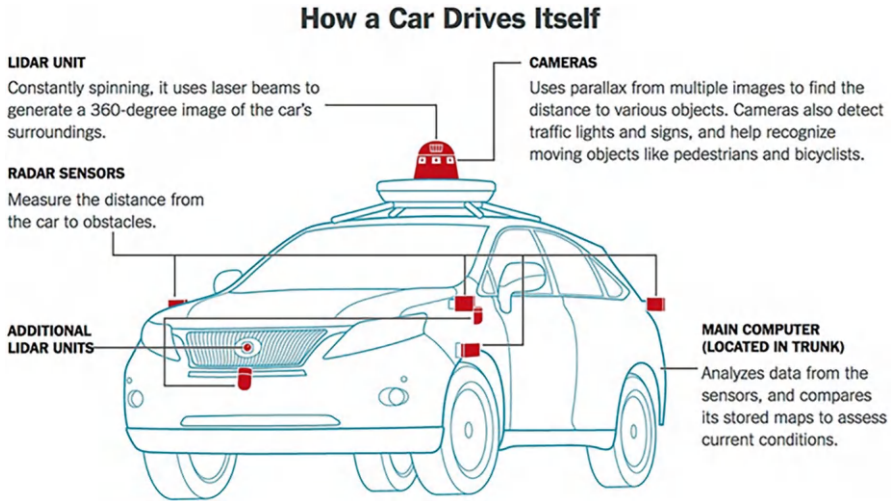 How a Car Drives Itself
LIDAR UNIT
Constantly spinning, it uses laser beams to
generate a 360-degree image of the car's
surroundings.
CAMERAS
Uses parallax from multiple images to find the
distance to various objects. Cameras also detect
traffic lights and signs, and help recognize
moving objects like pedestrians and bicyclists.
RADAR SENSORS
Measure the distance from
the car to obstacles.
ADDITIONAL
LIDAR UNITS
MAIN COMPUTER
(LOCATED IN TRUNK)
Analyzes data from the
sensors, and compares
its stored maps to assess
current conditions.